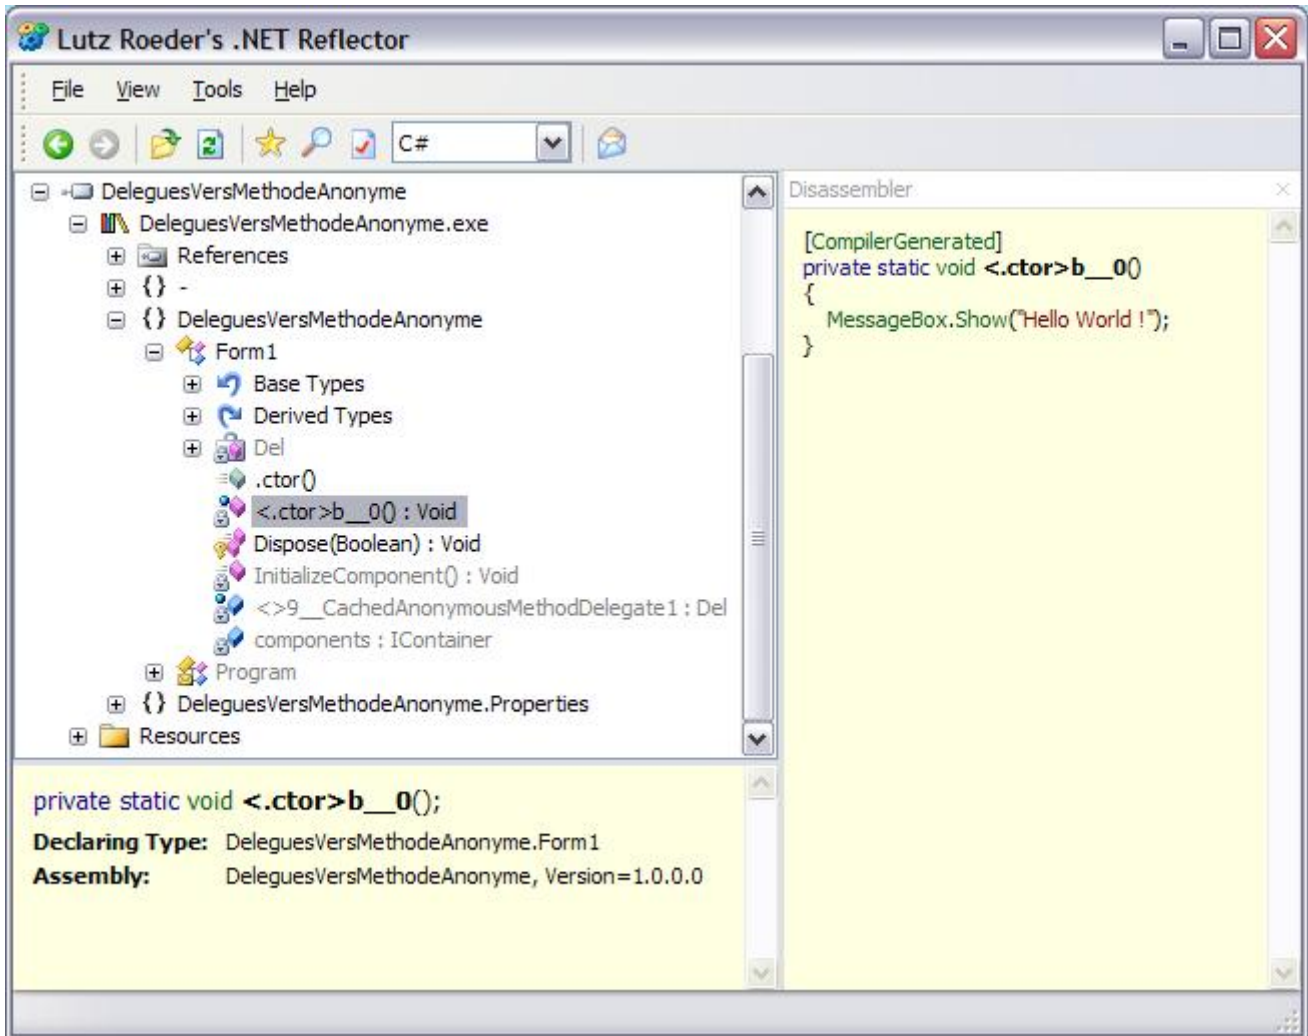 Lutz Roeder's .NET Reflector
File View Tools Help
C#
DeleguesVersMethodeAnonyme
DeleguesVersMethodeAnonyme.exe
References
{} -
{} DeleguesVersMethodeAnonyme
Form1
Base Types
Derived Types
Del
.ctor()
<.ctor>b__0() : Void
Dispose(Boolean) : Void
InitializeComponent() : Void
<>9__CachedAnonymousMethodDelegate1 : Del
components : IContainer
Program
{} DeleguesVersMethodeAnonyme.Properties
Resources
private static void <.ctor>b__0();
Declaring Type: DeleguesVersMethodeAnonyme.Form1
Assembly: DeleguesVersMethodeAnonyme, Version=1.0.0.0
Disassembler
[CompilerGenerated]
private static void <.ctor>b__0()
{
MessageBox.Show("Hello World !");
}